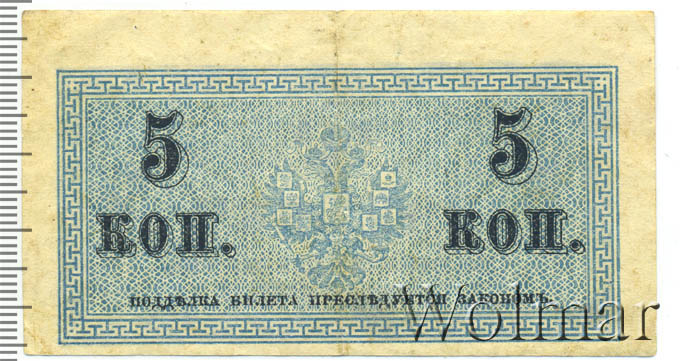 5 5
КОП. КОП.
ПОДДѢЛКА БИЛЕТА ПРЕСЛѢДУЕТСЯ ЗАКОНОМЪ.
Wolmar